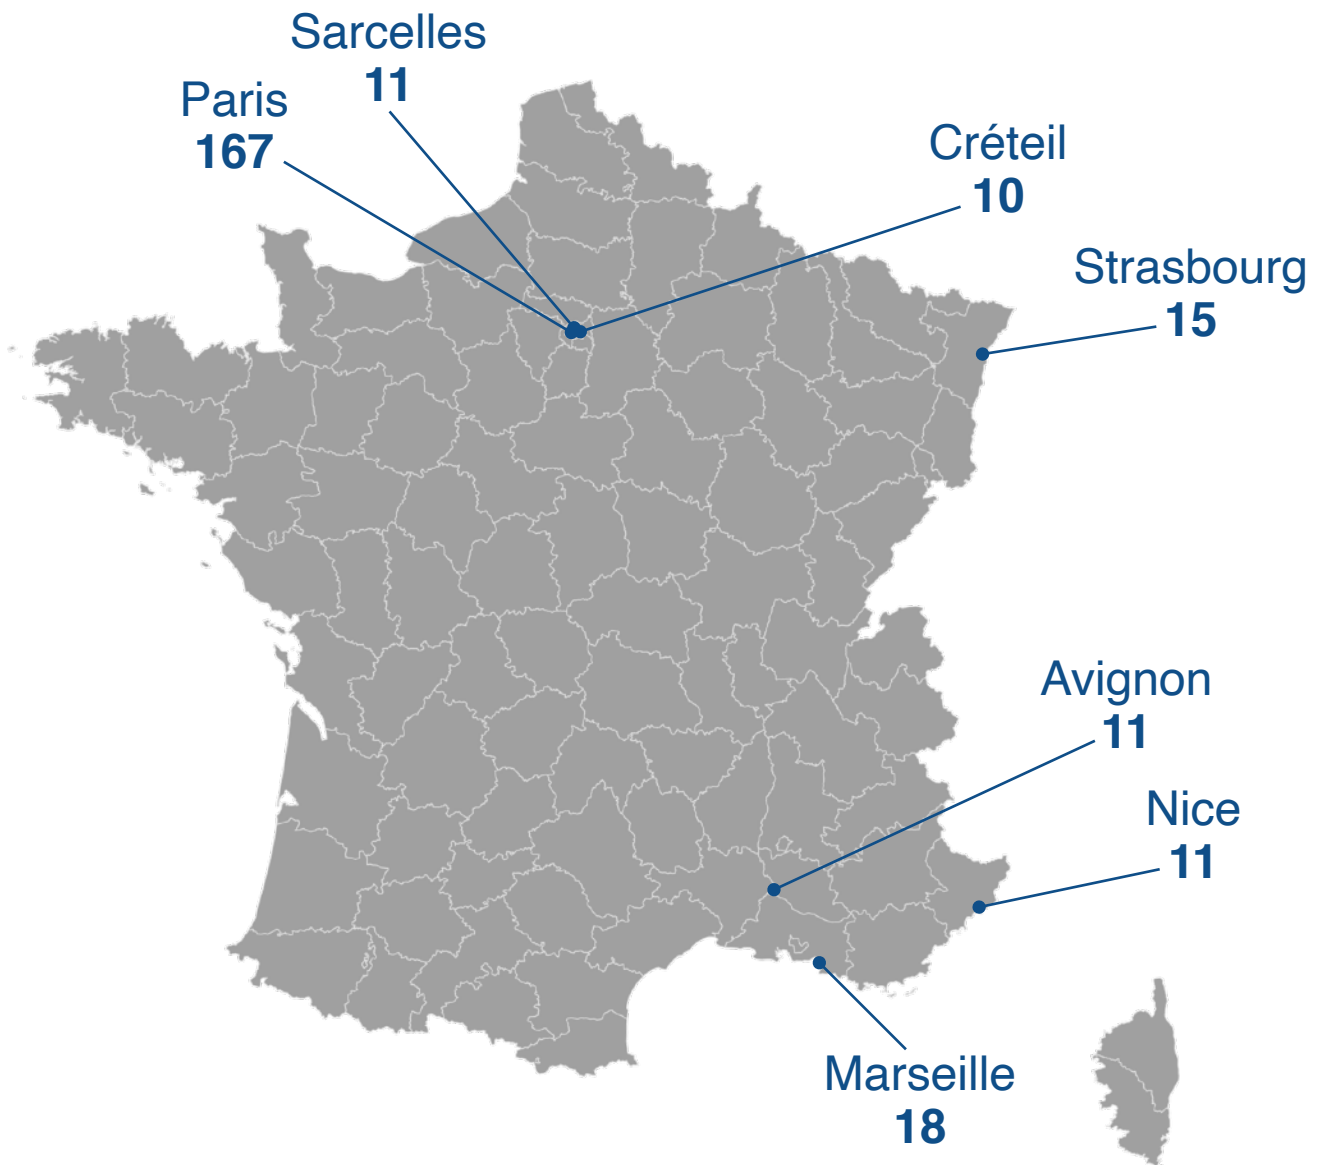 Sarcelles
11
Paris
167
Créteil
10
Strasbourg
15
Avignon
11
Nice
11
Marseille
18